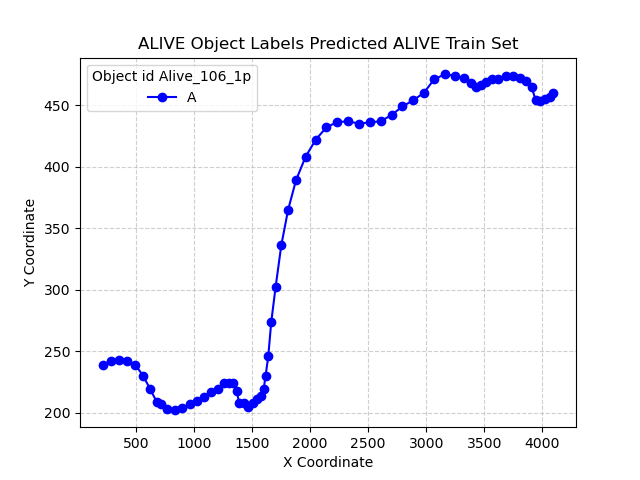 ALIVE Object Labels Predicted ALIVE Train Set
Object id Alive_106_1p
A
Y Coordinate
450
400
350
300
250
200
500 1000 1500 2000 2500 3000 3500 4000
X Coordinate